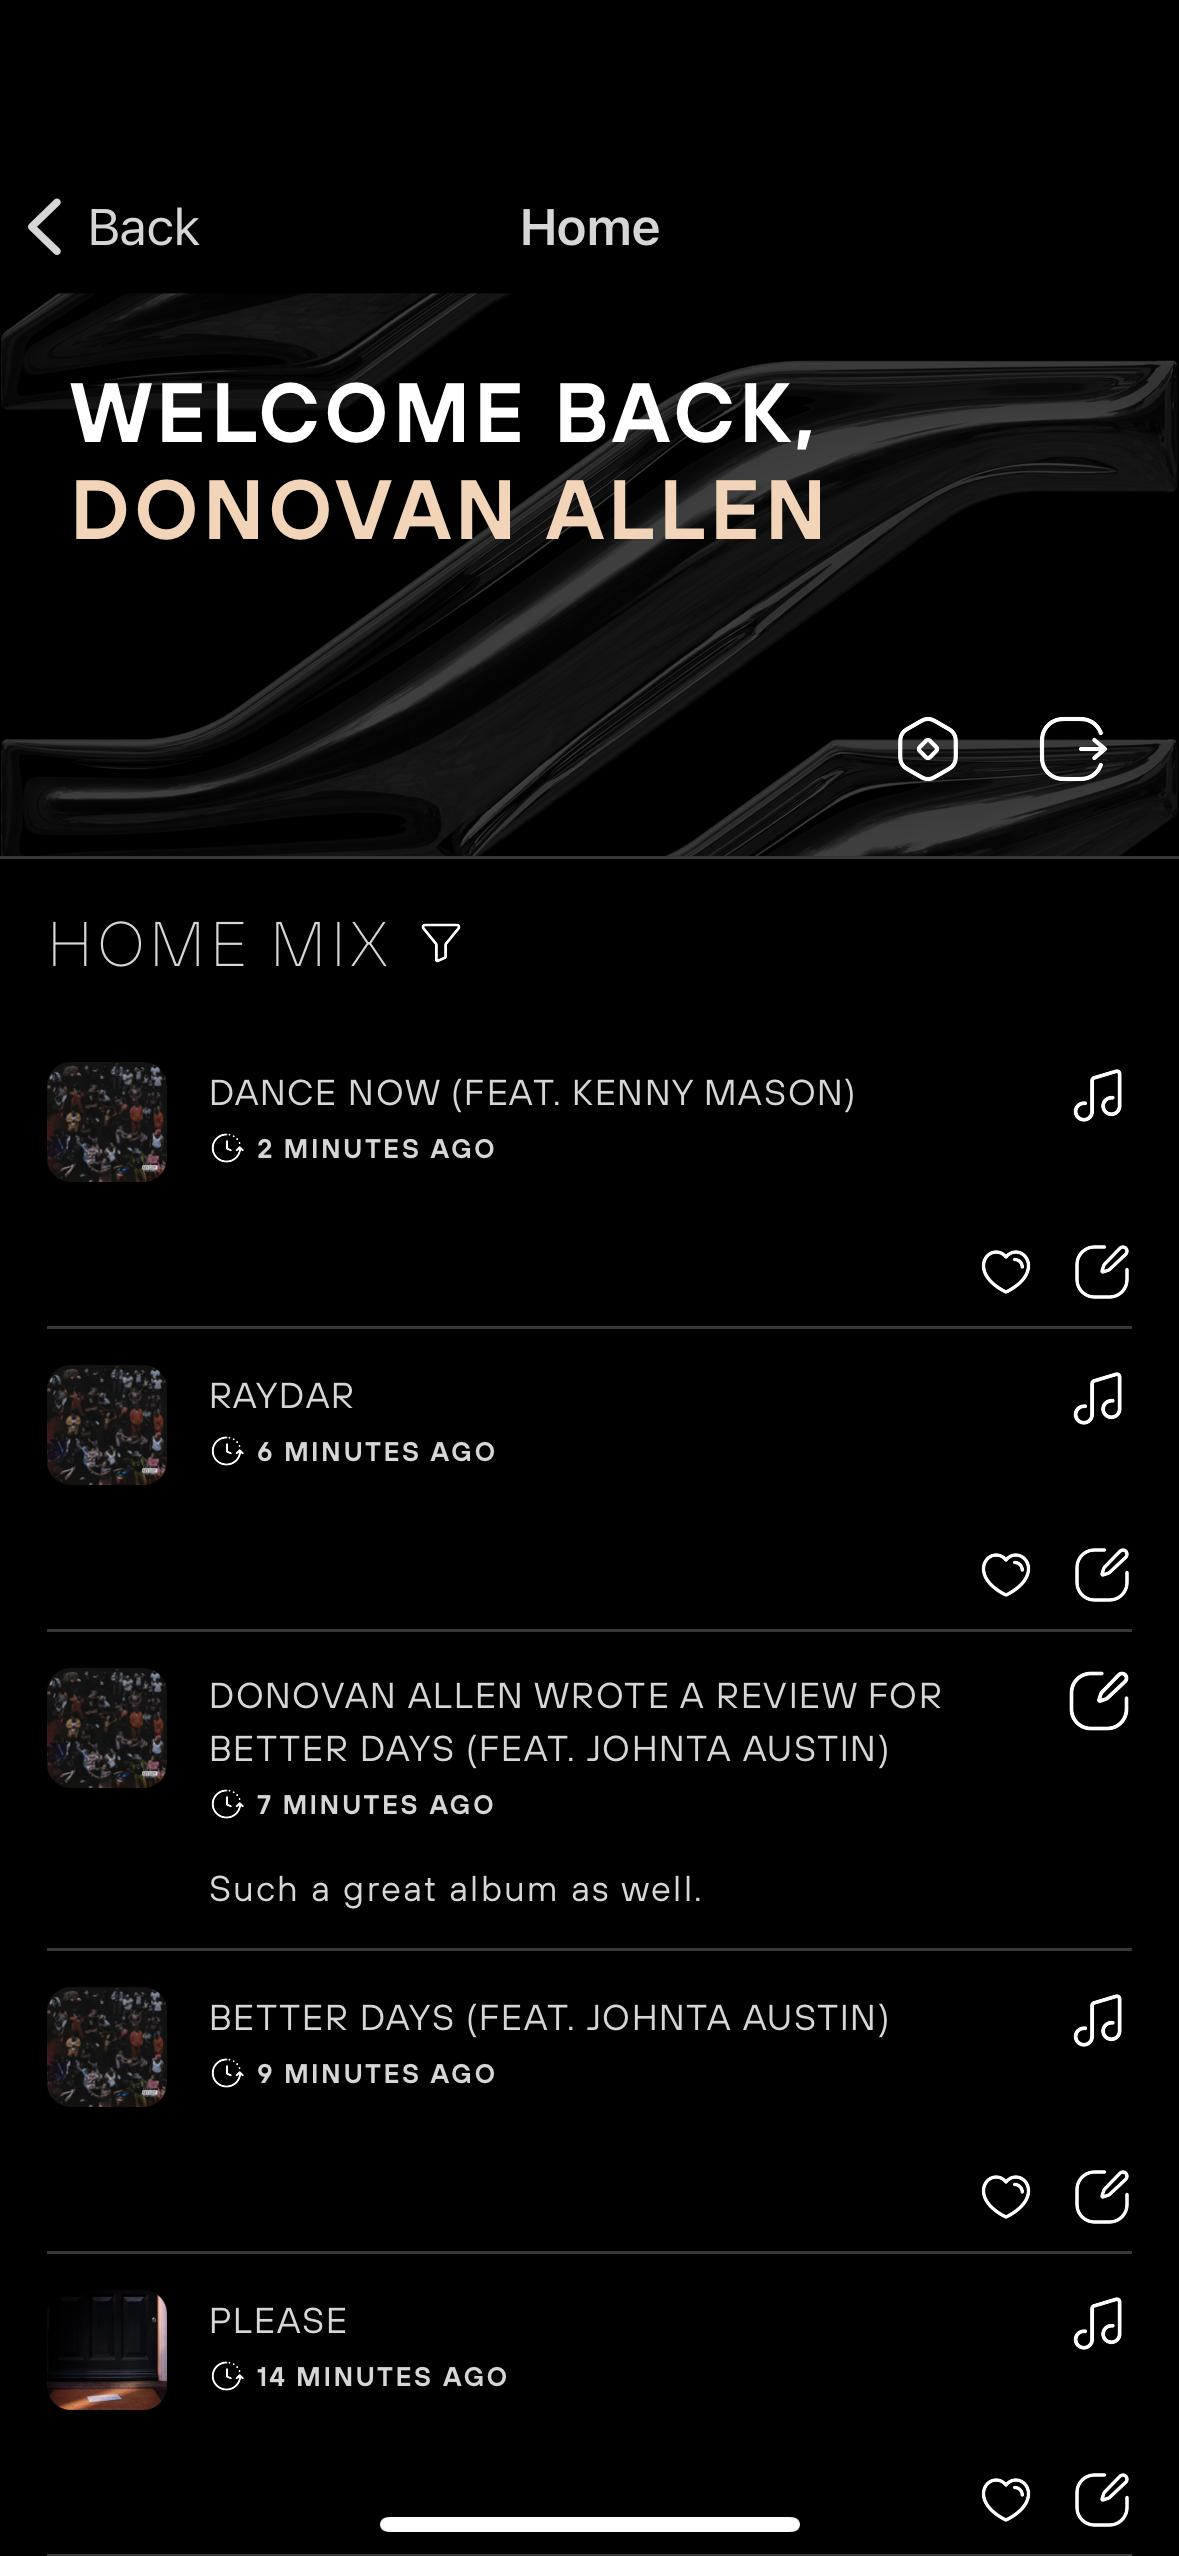 Back
Home
WELCOME BACK,
DONOVAN ALLEN
HOME MIX
DANCE NOW (FEAT. KENNY MASON)
2 MINUTES AGO
RAYDAR
6 MINUTES AGO
DONOVAN ALLEN WROTE A REVIEW FOR
BETTER DAYS (FEAT. JOHNTA AUSTIN)
7 MINUTES AGO
Such a great album as well.
BETTER DAYS (FEAT. JOHNTA AUSTIN)
9 MINUTES AGO
PLEASE
14 MINUTES AGO